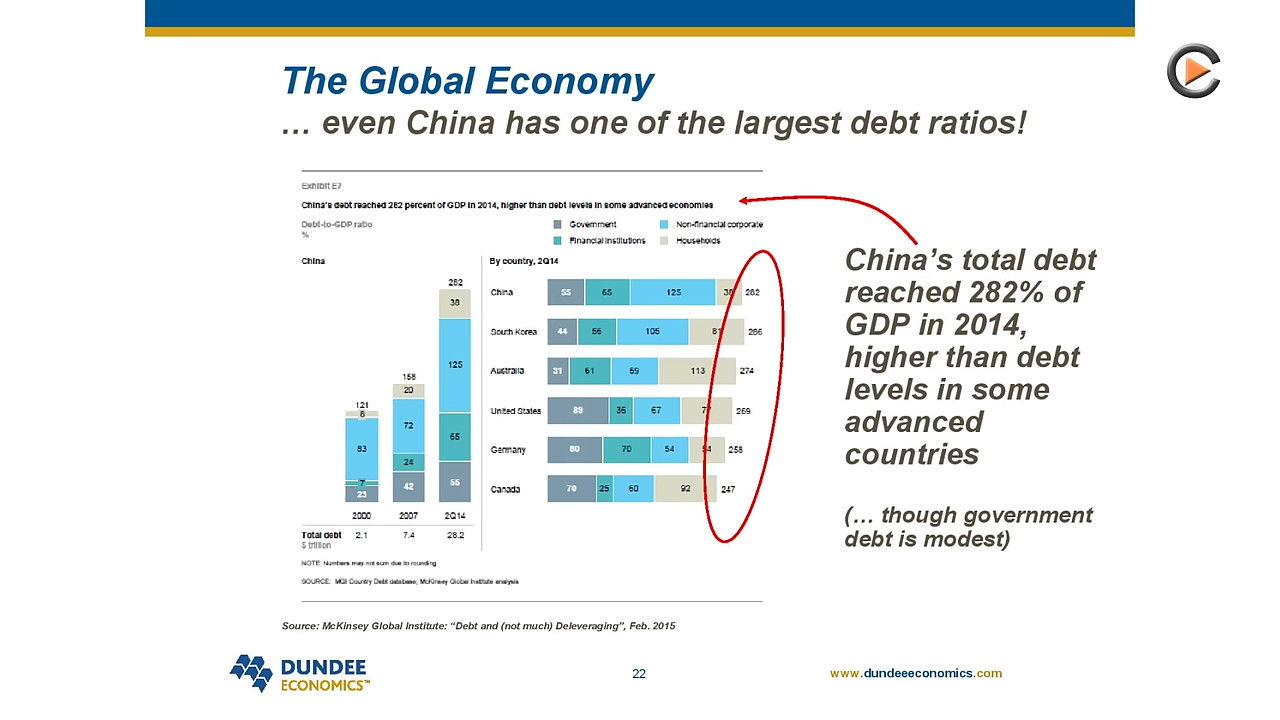 The Global Economy
… even China has one of the largest debt ratios!
Exhibit E7
China's debt reached 282 percent of GDP in 2014, higher than debt levels in some advanced economies
Debt-to-GDP ratio
%
Government
Non-financial corporate
Financial institutions
Households
China
282
38
125
65
55
158
20
72
24
42
121
8
83
7
23
2000 2007 2Q14
Total debt 2.1 7.4 28.2
$ trillion
By country, 2Q14
China 55 65 125 38 282
South Korea 44 56 105 81 286
Australia 31 61 69 113 274
United States 89 36 67 77 269
Germany 80 70 54 54 258
Canada 70 25 60 92 247
NOTE: Numbers may not sum due to rounding.
SOURCE: MGI Country Debt database; McKinsey Global Institute analysis
China's total debt
reached 282% of
GDP in 2014,
higher than debt
levels in some
advanced
countries
(… though government
debt is modest)
Source: McKinsey Global Institute: “Debt and (not much) Deleveraging”, Feb. 2015
DUNDEE
ECONOMICS™
22
www.dundeeeconomics.com